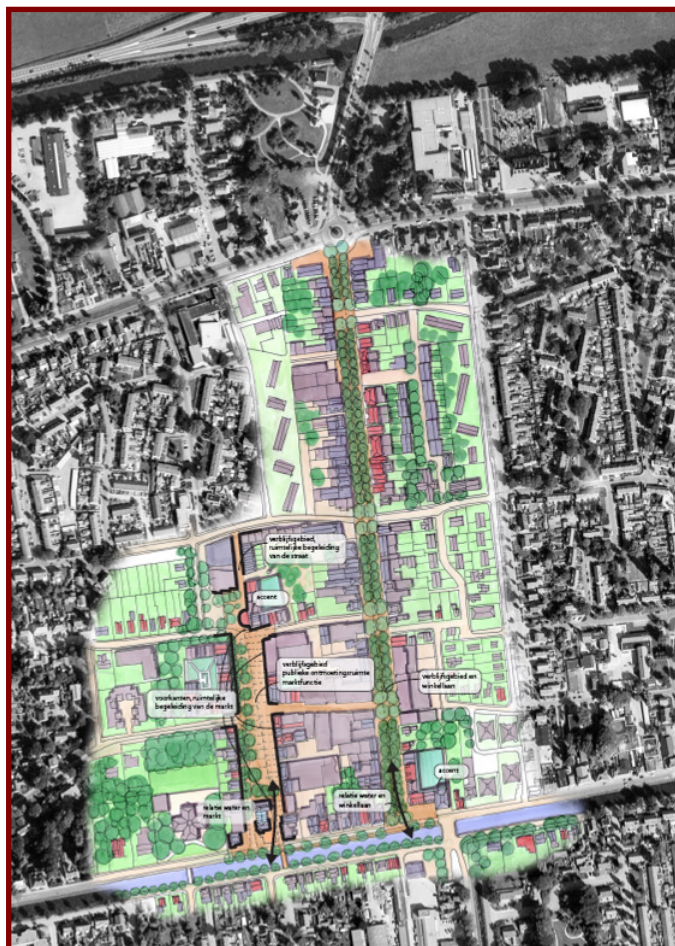 verblijfsgebied,
ruimtelijke begeleiding
van de straat
accent
verblijfsgebied
publieke ontmoetingsruimte
marktfunctie
verblijfsgebied en
winkellaan
voorkanten, ruimtelijke
begeleiding van de markt
accent
relatie water en
winkellaan
relatie water en
markt